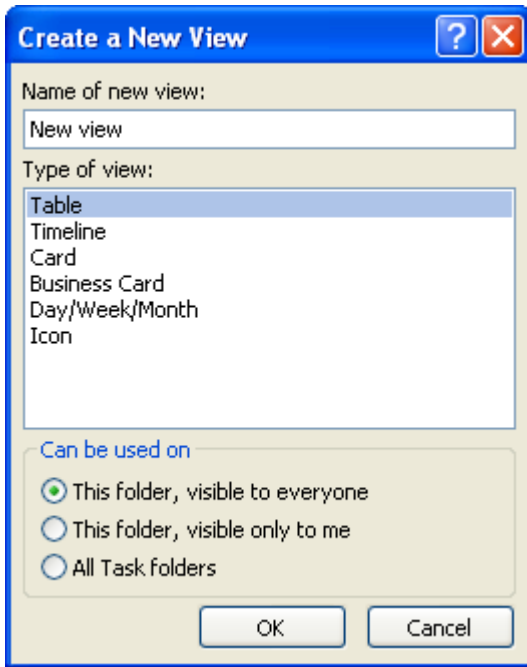 Create a New View
?
Name of new view:
New view
Type of view:
Table
Timeline
Card
Business Card
Day/Week/Month
Icon
Can be used on
This folder, visible to everyone
This folder, visible only to me
All Task folders
OK Cancel